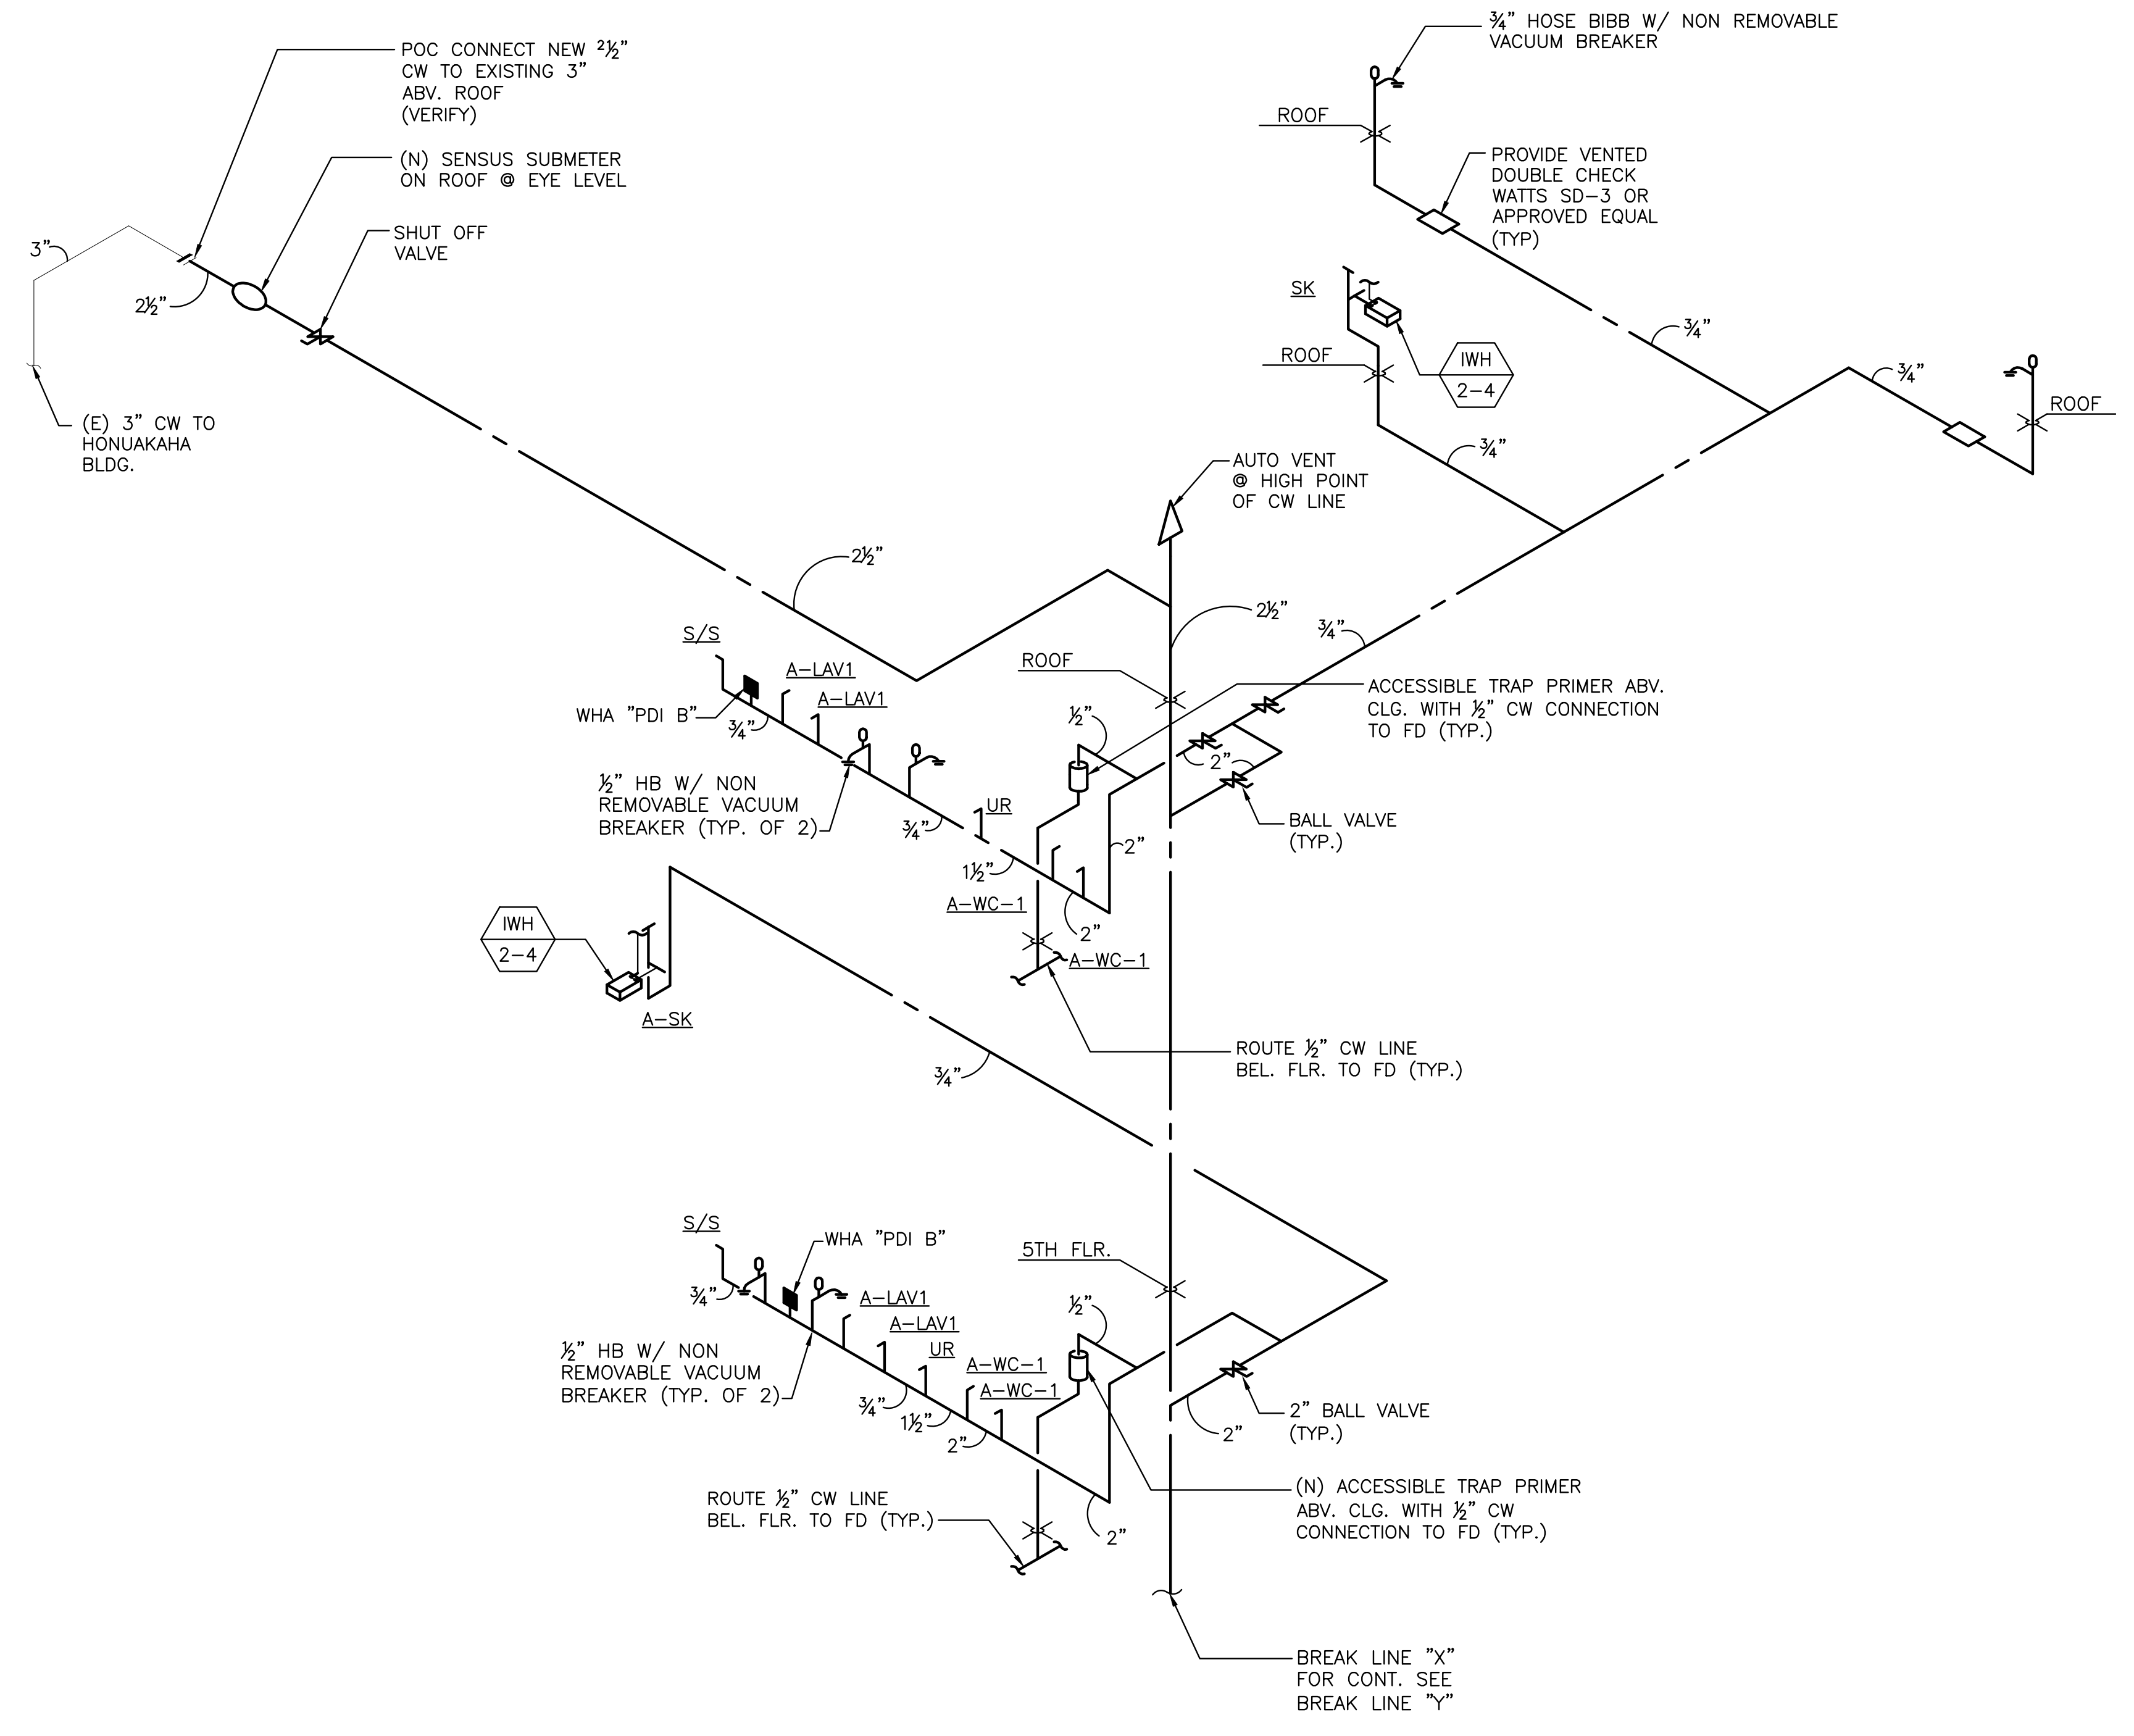 POC CONNECT NEW 2½"
CW TO EXISTING 3"
ABV. ROOF
(VERIFY)
(N) SENSUS SUBMETER
ON ROOF @ EYE LEVEL
SHUT OFF
VALVE
3"
2½"
(E) 3" CW TO
HONUAKAHA
BLDG.
¾" HOSE BIBB W/ NON REMOVABLE
VACUUM BREAKER
ROOF
PROVIDE VENTED
DOUBLE CHECK
WATTS SD-3 OR
APPROVED EQUAL
(TYP)
SK
ROOF
IWH
2-4
¾"
¾"
ROOF
¾"
AUTO VENT
@ HIGH POINT
OF CW LINE
2½"
2½"
¾"
ROOF
S/S
A-LAV1
A-LAV1
WHA "PDI B"
¾"
½"
ACCESSIBLE TRAP PRIMER ABV.
CLG. WITH ½" CW CONNECTION
TO FD (TYP.)
2"
½" HB W/ NON
REMOVABLE VACUUM
BREAKER (TYP. OF 2)
¾"
UR
BALL VALVE
(TYP.)
2"
1½"
A-WC-1
2"
A-WC-1
IWH
2-4
A-SK
ROUTE ½" CW LINE
BEL. FLR. TO FD (TYP.)
¾"
S/S
WHA "PDI B"
5TH FLR.
¾"
A-LAV1
A-LAV1
UR
A-WC-1
A-WC-1
½"
½" HB W/ NON
REMOVABLE VACUUM
BREAKER (TYP. OF 2)
¾"
1½"
2"
2" BALL VALVE
(TYP.)
2"
ROUTE ½" CW LINE
BEL. FLR. TO FD (TYP.)
2"
(N) ACCESSIBLE TRAP PRIMER
ABV. CLG. WITH ½" CW
CONNECTION TO FD (TYP.)
BREAK LINE "X"
FOR CONT. SEE
BREAK LINE "Y"